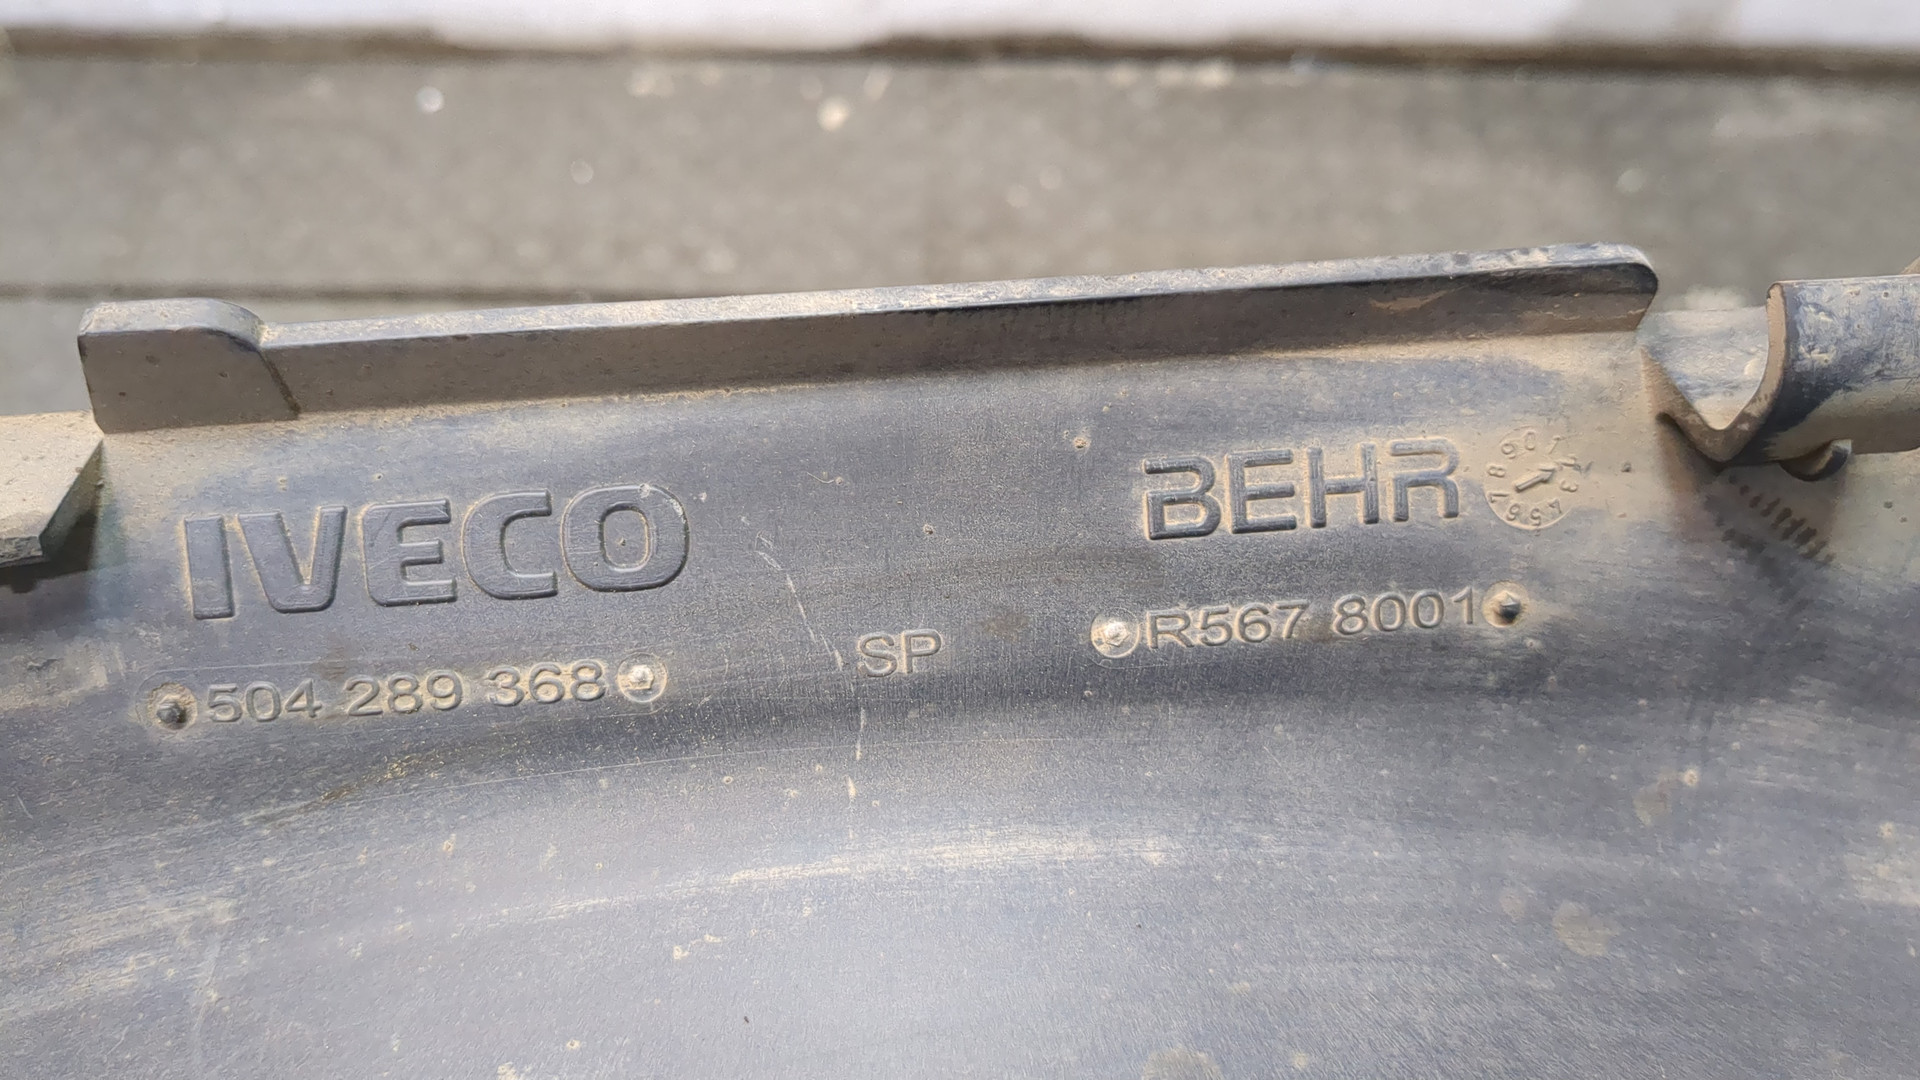 IVECO
504 289 368
SP
BEHR
R567 8001